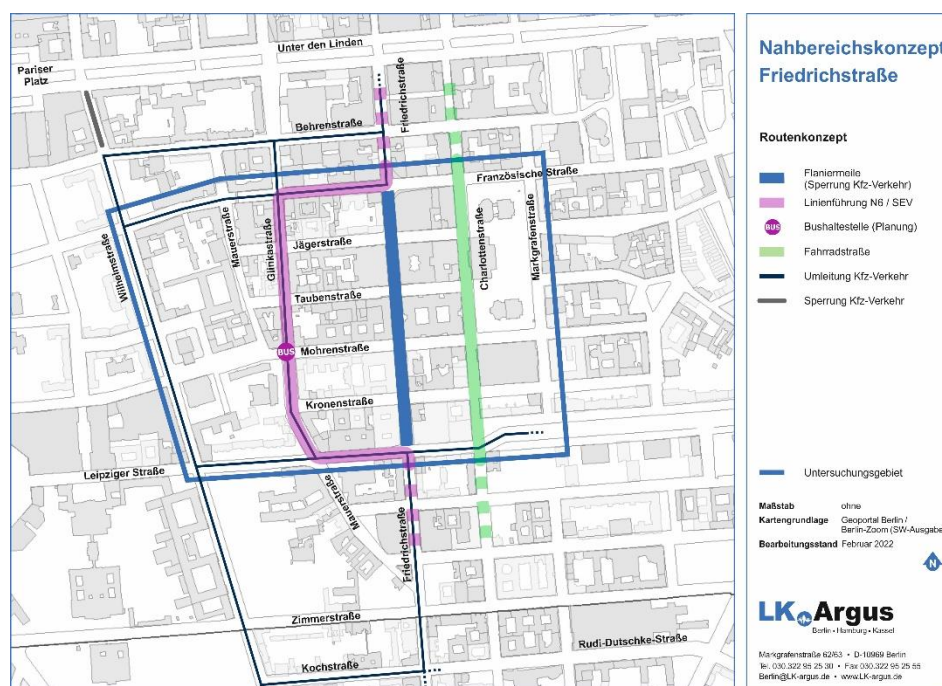 Unter den Linden
Pariser
Platz
Friedrichstraße
Behrenstraße
Französische Straße
Wilhelmstraße
Mauerstraße
Glinkastraße
Jägerstraße
Charlottenstraße
Markgrafenstraße
Taubenstraße
BUS
Mohrenstraße
Kronenstraße
Leipziger Straße
Mauerstraße
Friedrichstraße
Zimmerstraße
Rudi-Dutschke-Straße
Kochstraße
Nahbereichskonzept
Friedrichstraße
Routenkonzept
Flaniermeile
(Sperrung Kfz-Verkehr)
Linienführung N6 / SEV
BUS Bushaltestelle (Planung)
Fahrradstraße
Umleitung Kfz-Verkehr
Sperrung Kfz-Verkehr
Untersuchungsgebiet
Maßstab ohne
Kartengrundlage Geoportal Berlin /
Berlin-Zoom (SW-Ausgabe
Bearbeitungsstand Februar 2022
N
LK Argus
Berlin • Hamburg • Kassel
Markgrafenstraße 62/63 • D-10969 Berlin
Tel. 030.322 95 25 30 • Fax 030.322 95 25 55
Berlin@LK-argus.de • www.LK-argus.de